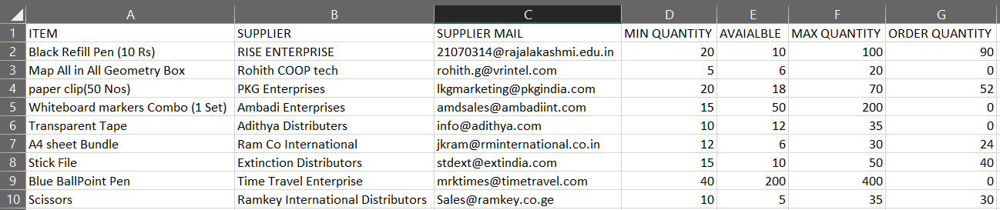 A B C D E F G
1 ITEM SUPPLIER SUPPLIER MAIL MIN QUANTITY AVAIALBLE MAX QUANTITY ORDER QUANTITY
2 Black Refill Pen (10 Rs) RISE ENTERPRISE 21070314@rajalakashmi.edu.in 20 10 100 90
3 Map All in All Geometry Box Rohith COOP tech rohith.g@vrintel.com 5 6 20 0
4 paper clip(50 Nos) PKG Enterprises lkgmarketing@pkgindia.com 20 18 70 52
5 Whiteboard markers Combo (1 Set) Ambadi Enterprises amdsales@ambadiint.com 15 50 200 0
6 Transparent Tape Adithya Distributers info@adithya.com 10 12 35 0
7 A4 sheet Bundle Ram Co International jkram@rminternational.co.in 12 6 30 24
8 Stick File Extinction Distributors stdext@extindia.com 15 10 50 40
9 Blue BallPoint Pen Time Travel Enterprise mrktimes@timetravel.com 40 200 400 0
10 Scissors Ramkey International Distributors Sales@ramkey.co.ge 10 5 35 30